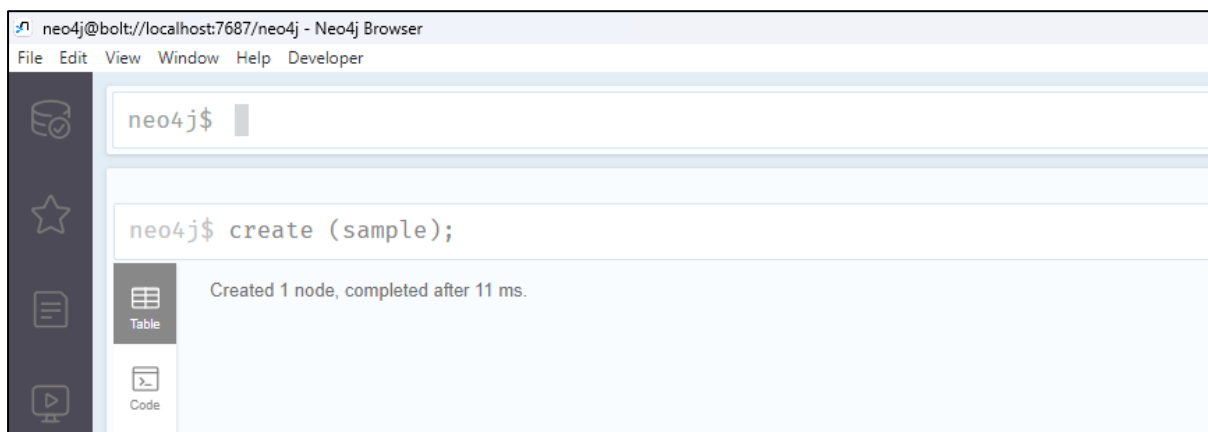 neo4j@bolt://localhost:7687/neo4j - Neo4j Browser
File Edit View Window Help Developer
neo4j$
neo4j$ create (sample);
Created 1 node, completed after 11 ms.
Table
Code